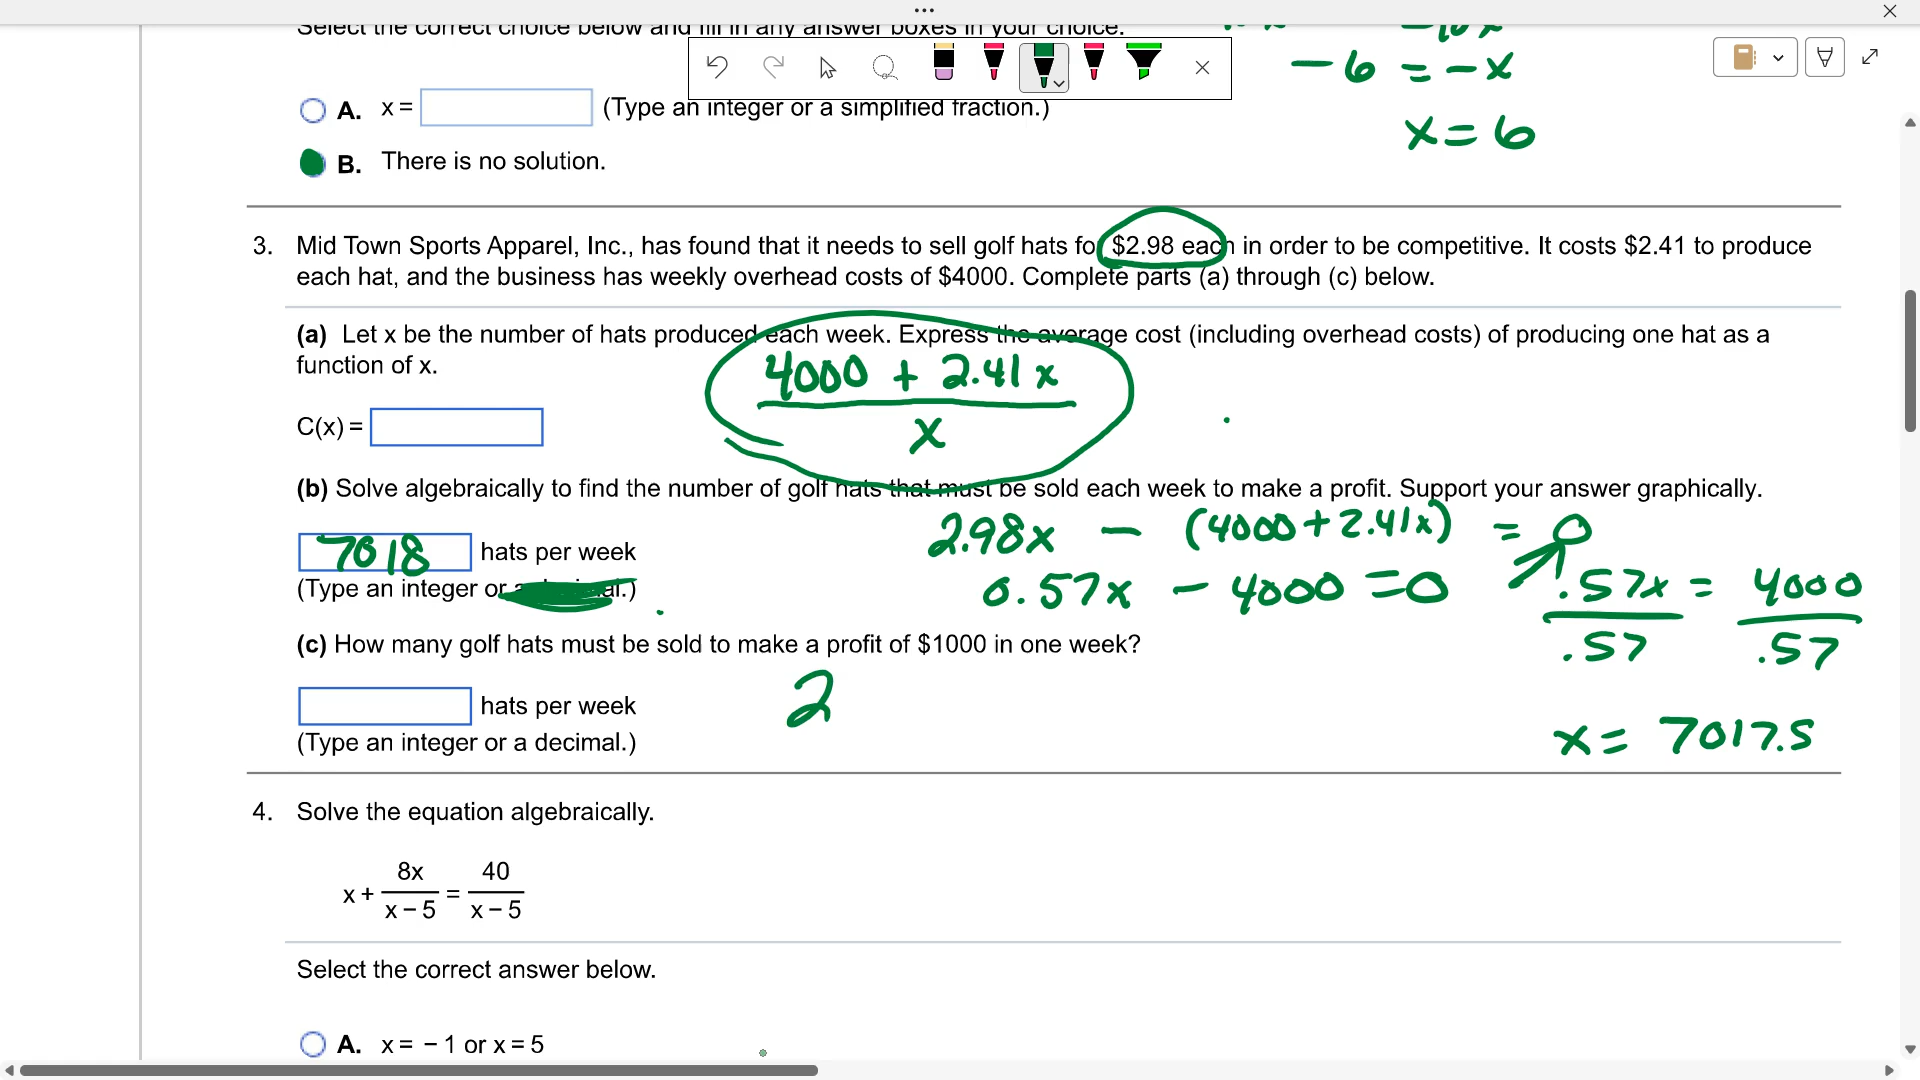 Select the correct choice below and fill in any answer boxes in your choice.
− 6 = − x
A. x = (Type an integer or a simplified fraction.)
x = 6
B. There is no solution.
3. Mid Town Sports Apparel, Inc., has found that it needs to sell golf hats fo $2.98 each in order to be competitive. It costs $2.41 to produce
each hat, and the business has weekly overhead costs of $4000. Complete parts (a) through (c) below.
(a) Let x be the number of hats produced each week. Express the average cost (including overhead costs) of producing one hat as a
function of x.
4000 + 2.41x
x
C(x) =
(b) Solve algebraically to find the number of golf hats that must be sold each week to make a profit. Support your answer graphically.
2.98x − (4000+2.41x) = 0
7018 hats per week
0.57x − 4000 = 0
.57x = 4000
.57 .57
(Type an integer or
(c) How many golf hats must be sold to make a profit of $1000 in one week?
2
hats per week
x = 7017.5
(Type an integer or a decimal.)
4. Solve the equation algebraically.
8x 40
x + = 
x − 5 x − 5
Select the correct answer below.
A. x = − 1 or x = 5